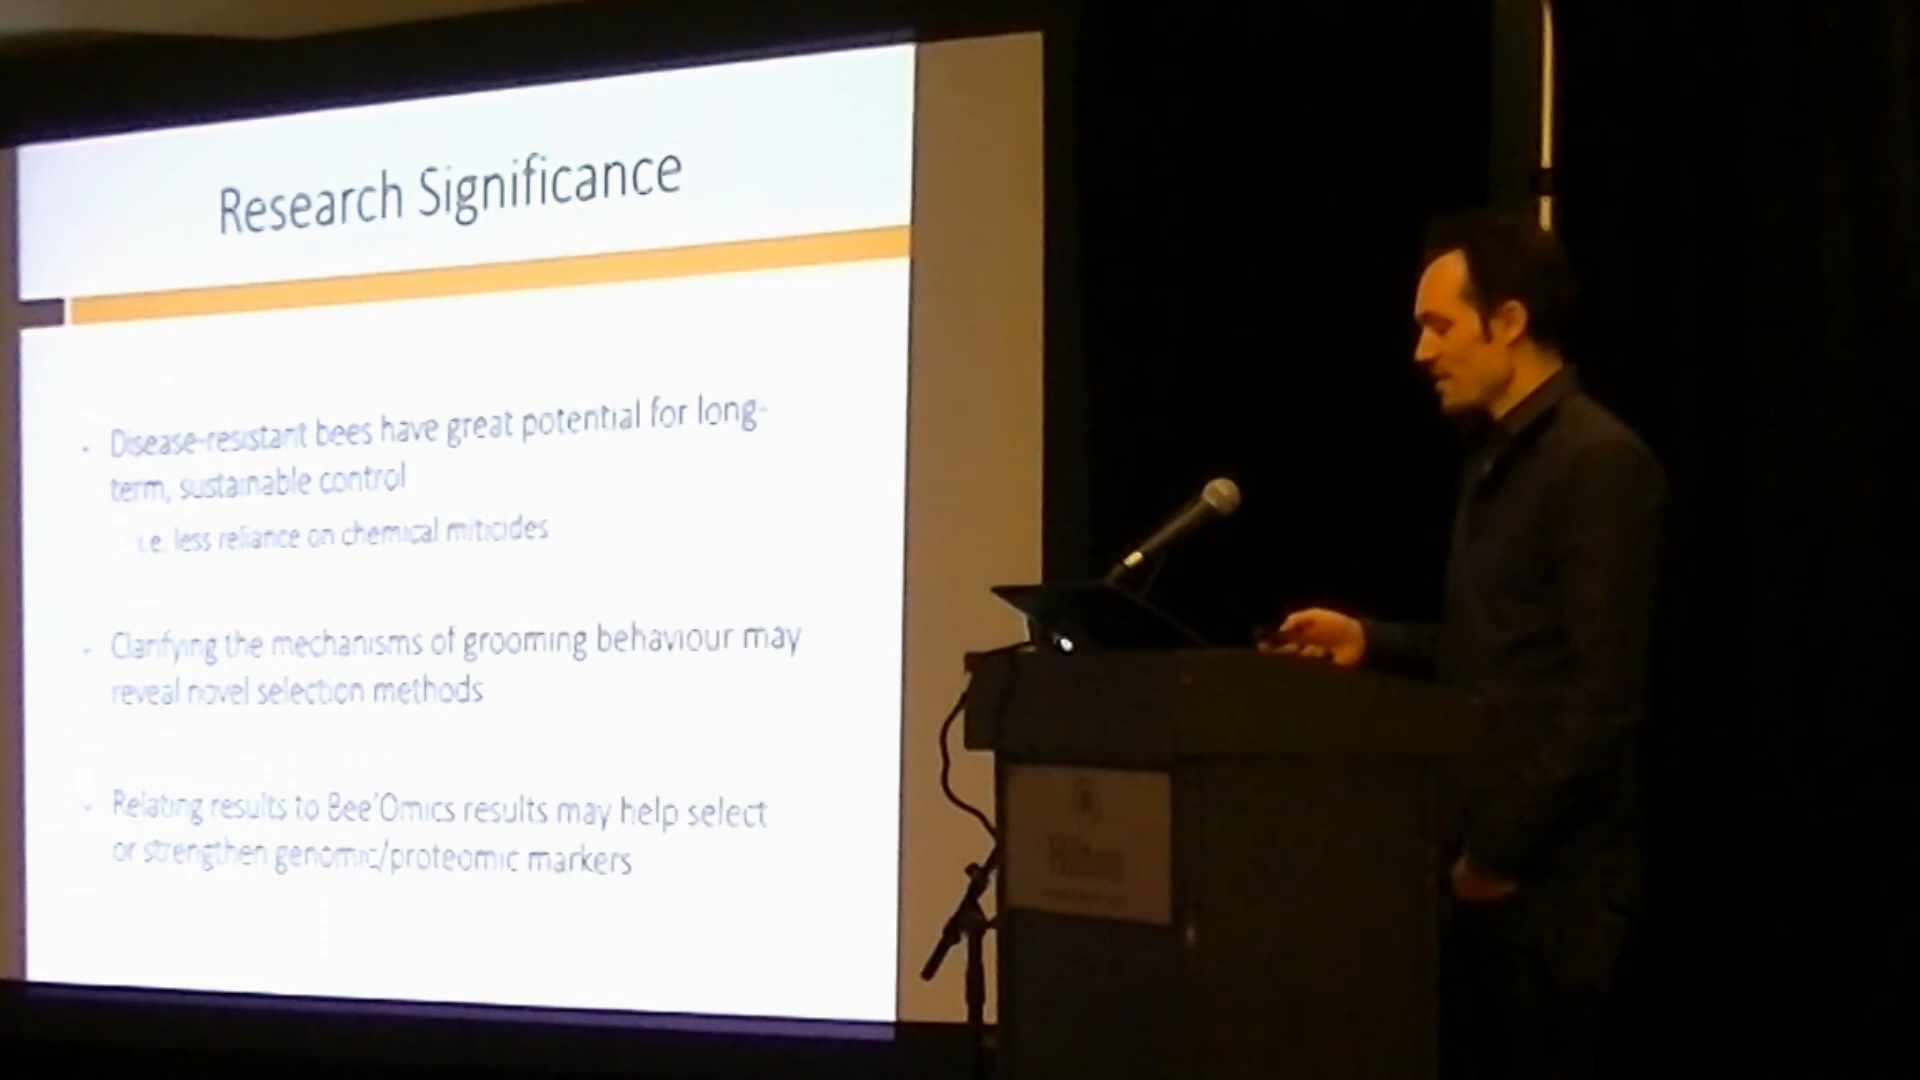 Research Significance
Disease-resistant bees have great potential for long-
term, sustainable control
i.e. less reliance on chemical miticides
Clarifying the mechanisms of grooming behaviour may
reveal novel selection methods
Relating results to Bee'Omics results may help select
or strengthen genomic/proteomic markers
Hilton